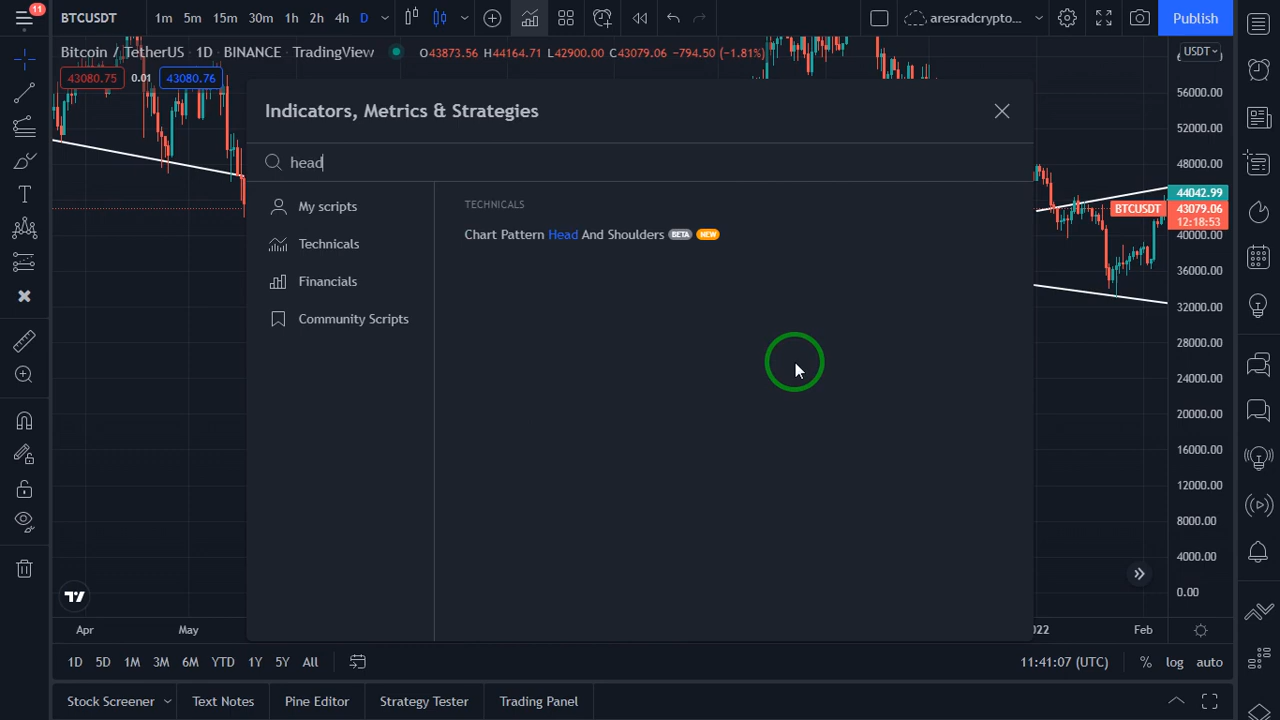 11
BTCUSDT 1m 5m 15m 30m 1h 2h 4h D aresradcrypto... Publish
Bitcoin / TetherUS · 1D · BINANCE · TradingView O43873.56 H44164.71 L42900.00 C43079.06 −794.50 (−1.81%) USDT
43080.75 0.01 43080.76
56000.00
52000.00
48000.00
44042.99
BTCUSDT 43079.06
12:18:53
40000.00
36000.00
32000.00
28000.00
24000.00
20000.00
16000.00
12000.00
8000.00
4000.00
0.00
Indicators, Metrics & Strategies
head
My scripts
Technicals
Financials
Community Scripts
TECHNICALS
Chart Pattern Head And Shoulders BETA NEW
Apr May 2022 Feb
1D 5D 1M 3M 6M YTD 1Y 5Y All 11:41:07 (UTC) % log auto
Stock Screener Text Notes Pine Editor Strategy Tester Trading Panel